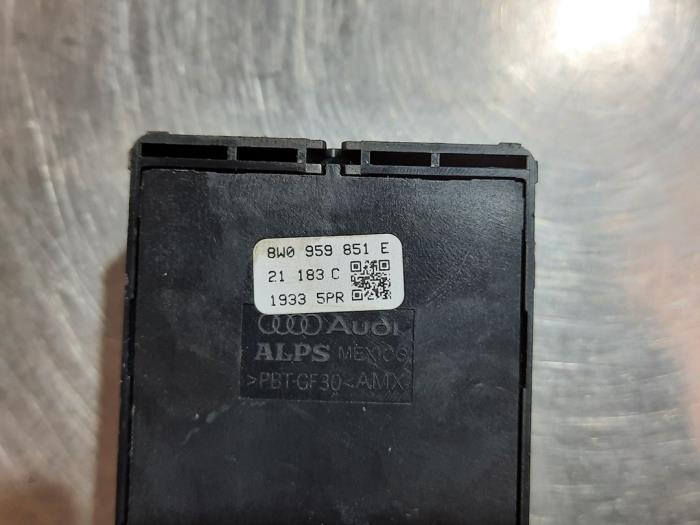 8W0 959 851 E
21 183 C
1933 5PR
Audi
ALPS MEXICO
>PBT-GF30<AMX